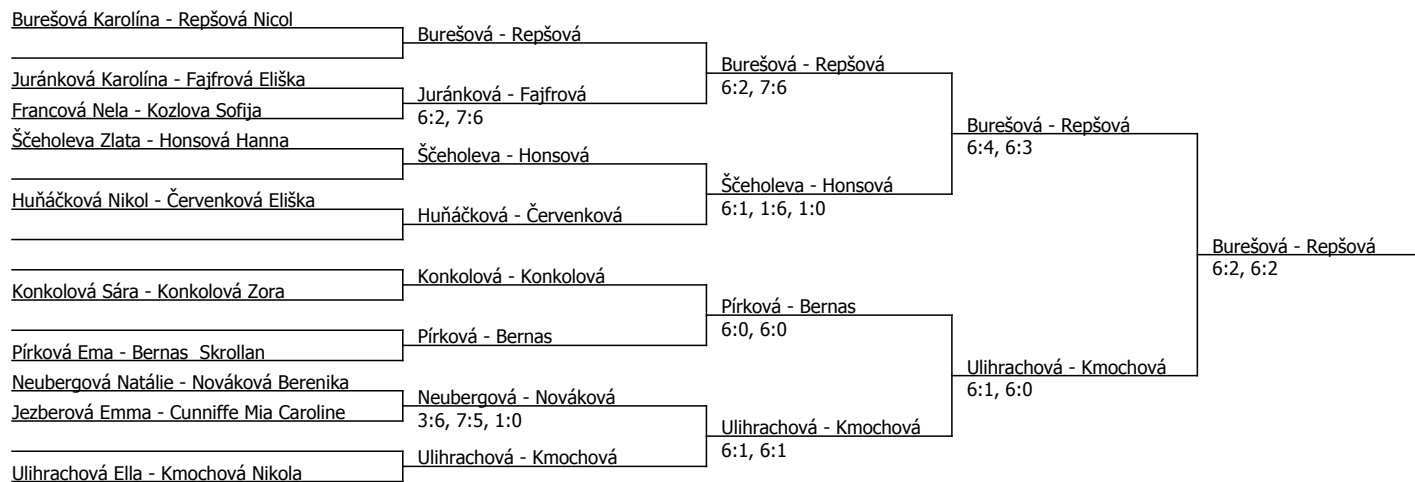 Burešová Karolína - Repšová Nicol
Juránková Karolína - Fajfrová Eliška
Francová Nela - Kozlova Sofija
Ščeholeva Zlata - Honsová Hanna
Huňáčková Nikol - Červenková Eliška
Konkolová Sára - Konkolová Zora
Pírková Ema - Bernas  Skrollan
Neubergová Natálie - Nováková Berenika
Jezberová Emma - Cunniffe Mia Caroline
Ulihrachová Ella - Kmochová Nikola
Burešová - Repšová
Juránková - Fajfrová
6:2, 7:6
Ščeholeva - Honsová
Huňáčková - Červenková
Konkolová - Konkolová
Pírková - Bernas
Neubergová - Nováková
3:6, 7:5, 1:0
Ulihrachová - Kmochová
Burešová - Repšová
6:2, 7:6
Ščeholeva - Honsová
6:1, 1:6, 1:0
Pírková - Bernas
6:0, 6:0
Ulihrachová - Kmochová
6:1, 6:1
Burešová - Repšová
6:4, 6:3
Ulihrachová - Kmochová
6:1, 6:0
Burešová - Repšová
6:2, 6:2